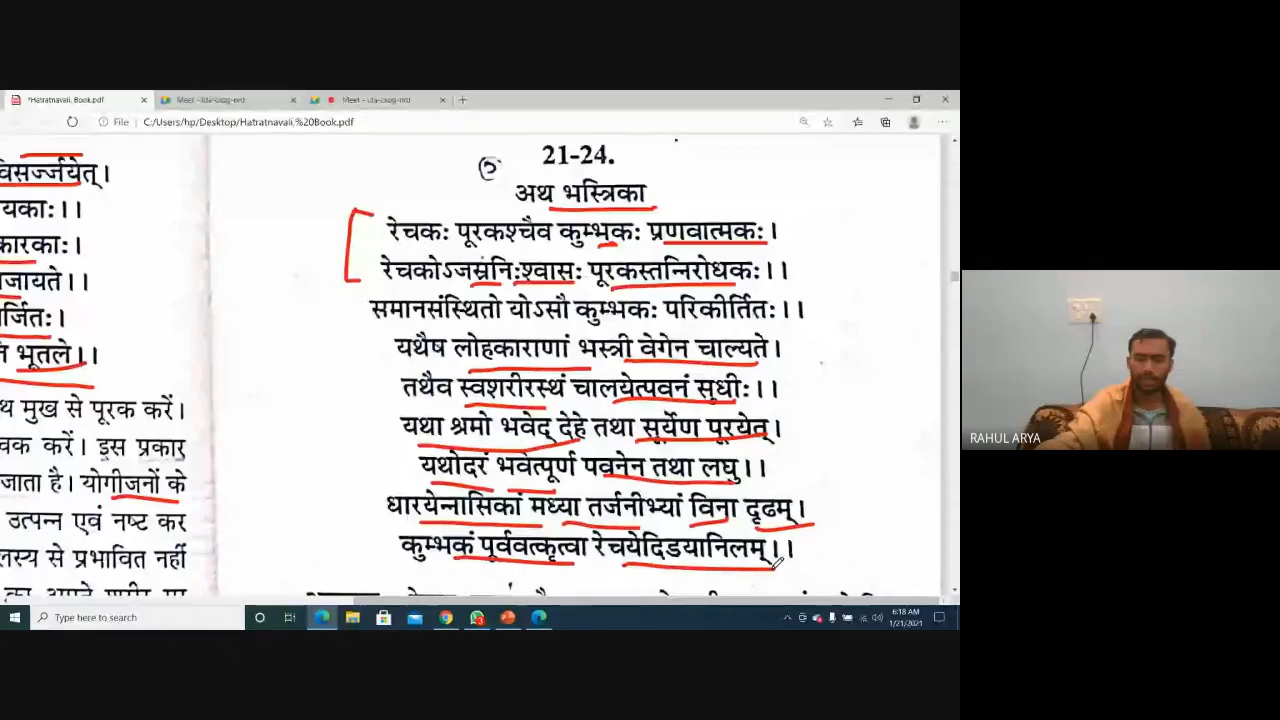 *Hatratnavali, Book.pdf
File
C:/Users/hp/Desktop/Hatratnavali,%20Book.pdf
विसर्ज्जयेत्।
यकाः।।
कारकाः।
जायते।।
र्जितः।
भूतले।।
थ मुख से पूरक करें।
वक करें। इस प्रकार
जाता है। योगीजनों के
उत्पन्न एवं नष्ट कर
लस्य से प्रभावित नहीं
21-24.
अथ भस्त्रिका
रेचकः पूरकश्चैव कुम्भकः प्रणवात्मकः।
रेचकोऽजस्रंनिःश्वासः पूरकस्तन्निरोधकः।।
समानसंस्थितो योऽसौ कुम्भकः परिकीर्तितः।।
यथैष लोहकाराणां भस्त्री वेगेन चाल्यते।
तथैव स्वशरीरस्थं चालयेत्पवनं सुधीः।।
यथा श्रमो भवेद् देहे तथा सूर्येण पूरयेत्।
यथोदरं भवेत्पूर्ण पवनेन तथा लघु।।
धारयेन्नासिकां मध्या तर्जनीभ्यां विना दृढम्।
कुम्भकं पूर्ववत्कृत्वा रेचयेदिडयानिलम्।।
RAHUL ARYA
Type here to search
6:18 AM
1/21/2021